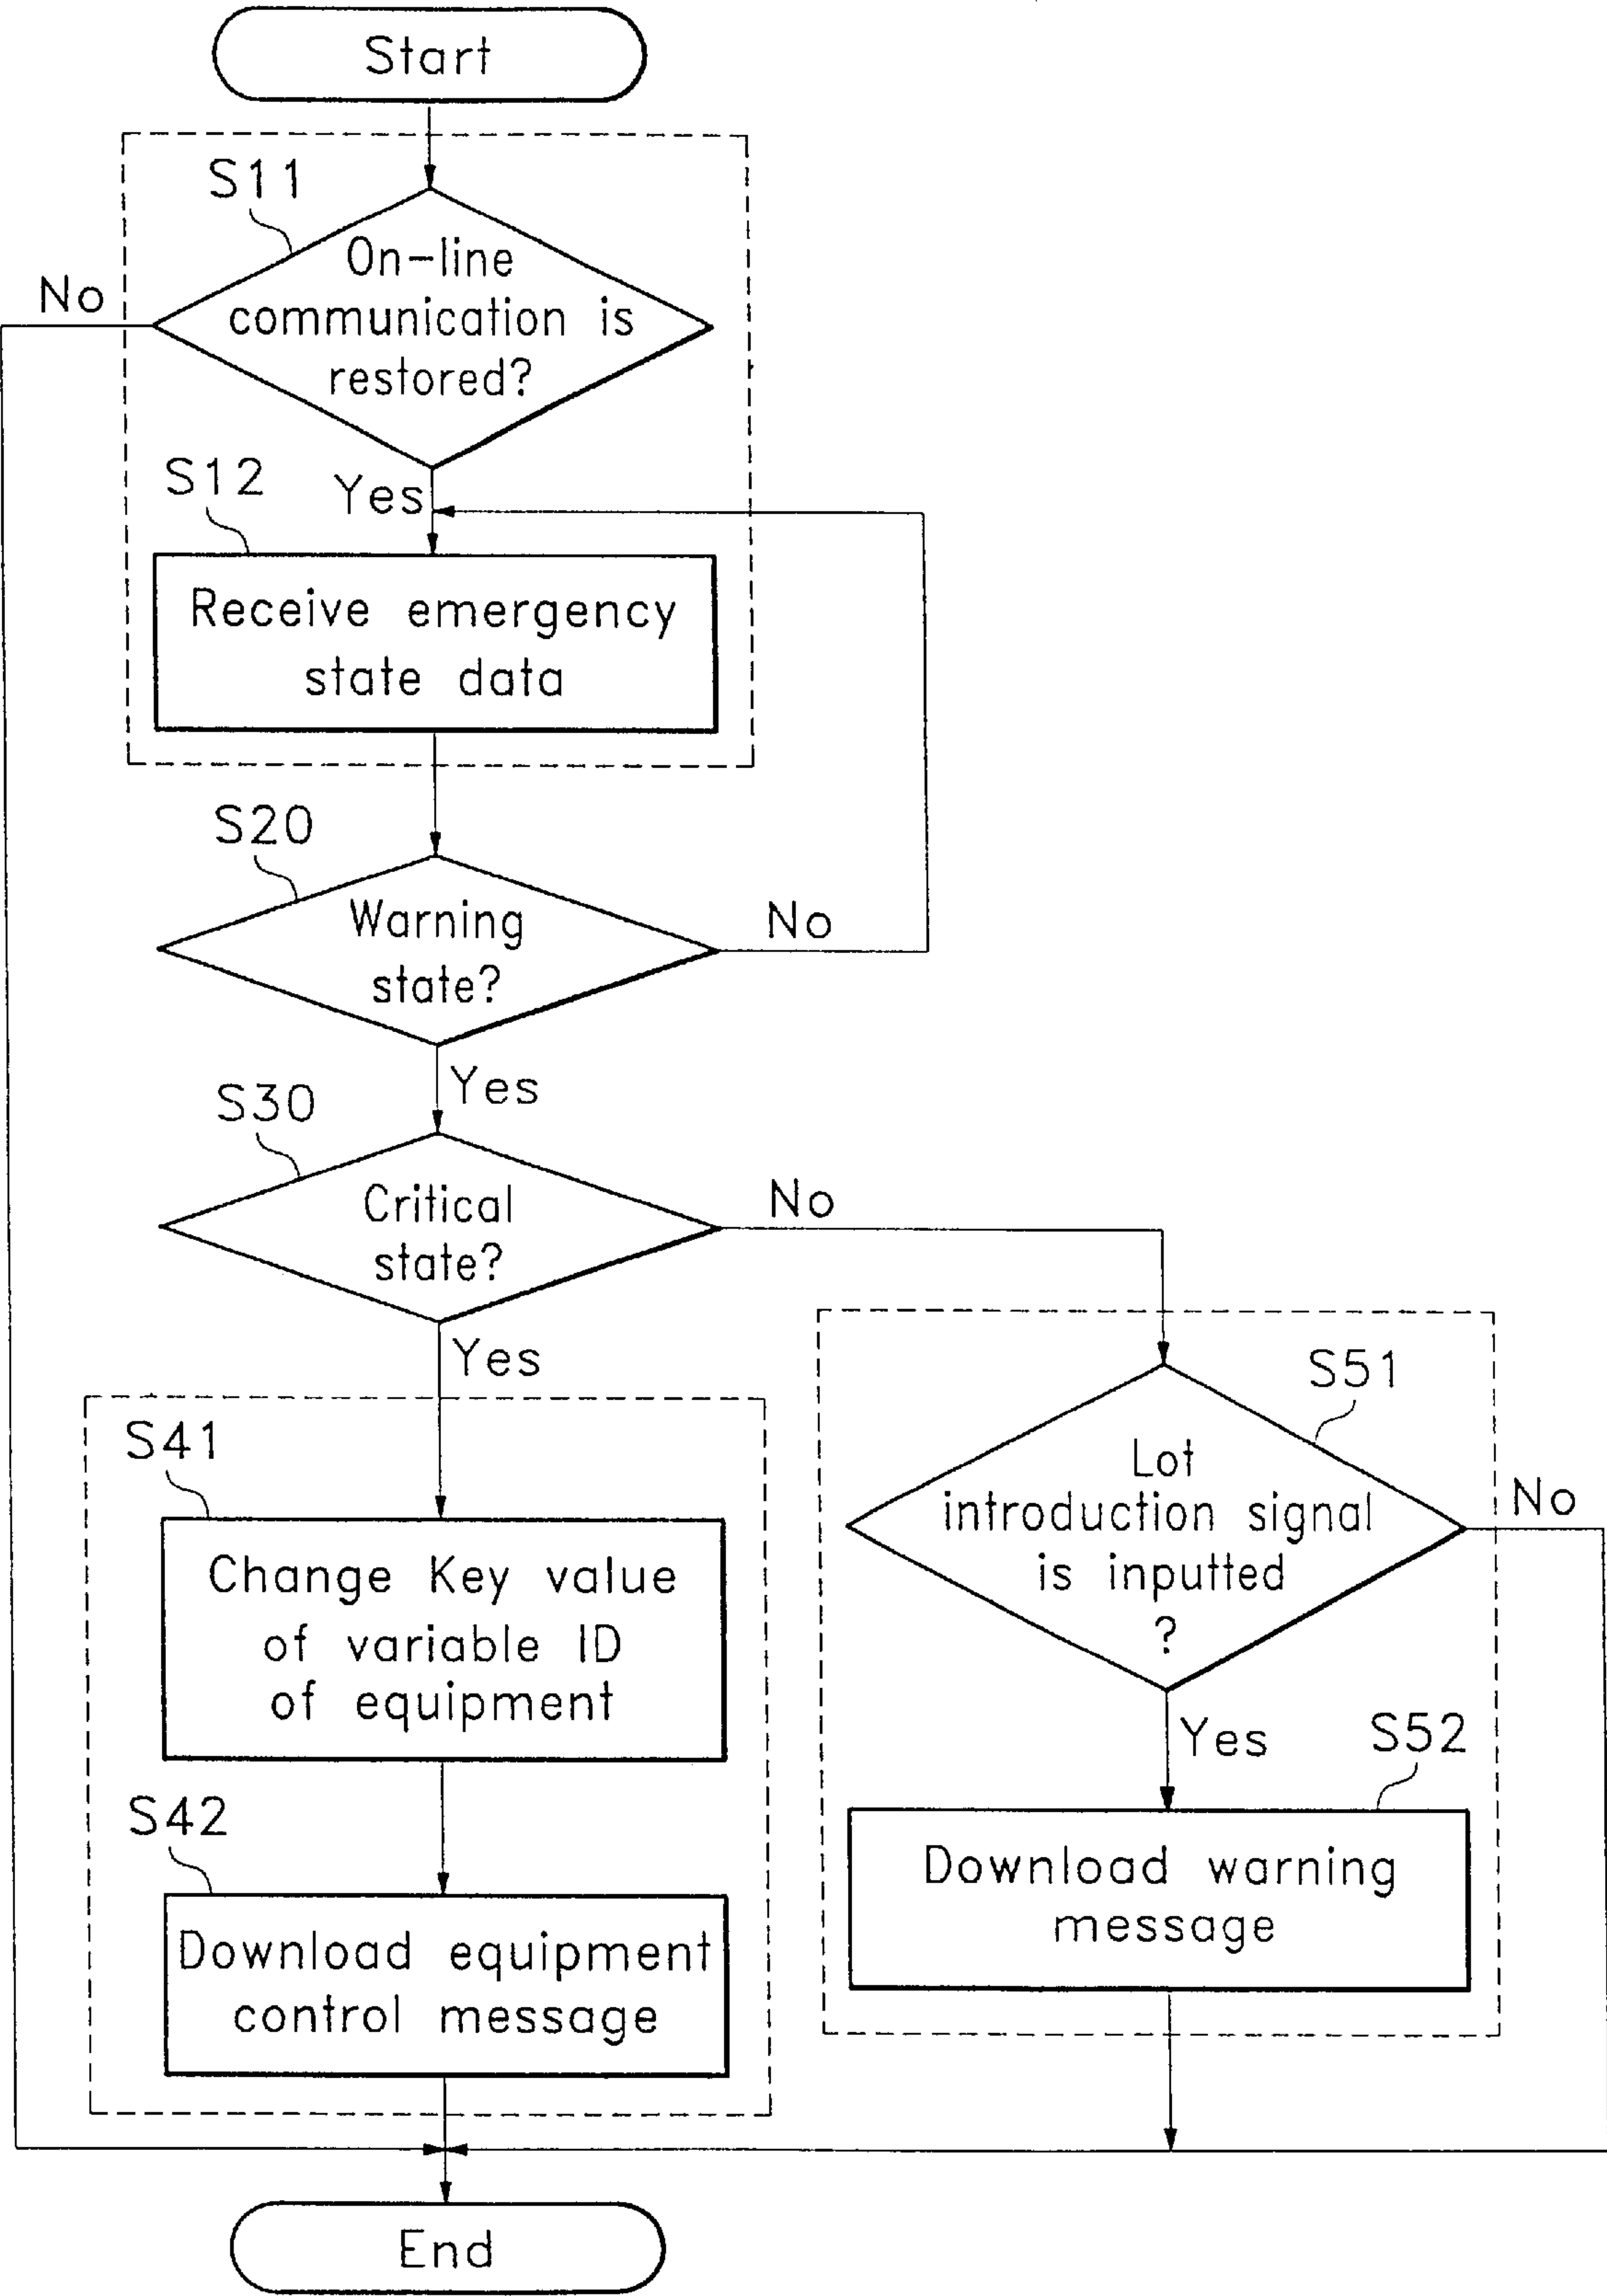 Start
S11
On-line
communication is
restored?
No
Yes
S12
Receive emergency
state data
S20
Warning
state?
No
Yes
S30
Critical
state?
No
Yes
S41
Change Key value
of variable ID
of equipment
S42
Download equipment
control message
S51
Lot
introduction signal
is inputted
?
No
Yes
S52
Download warning
message
End